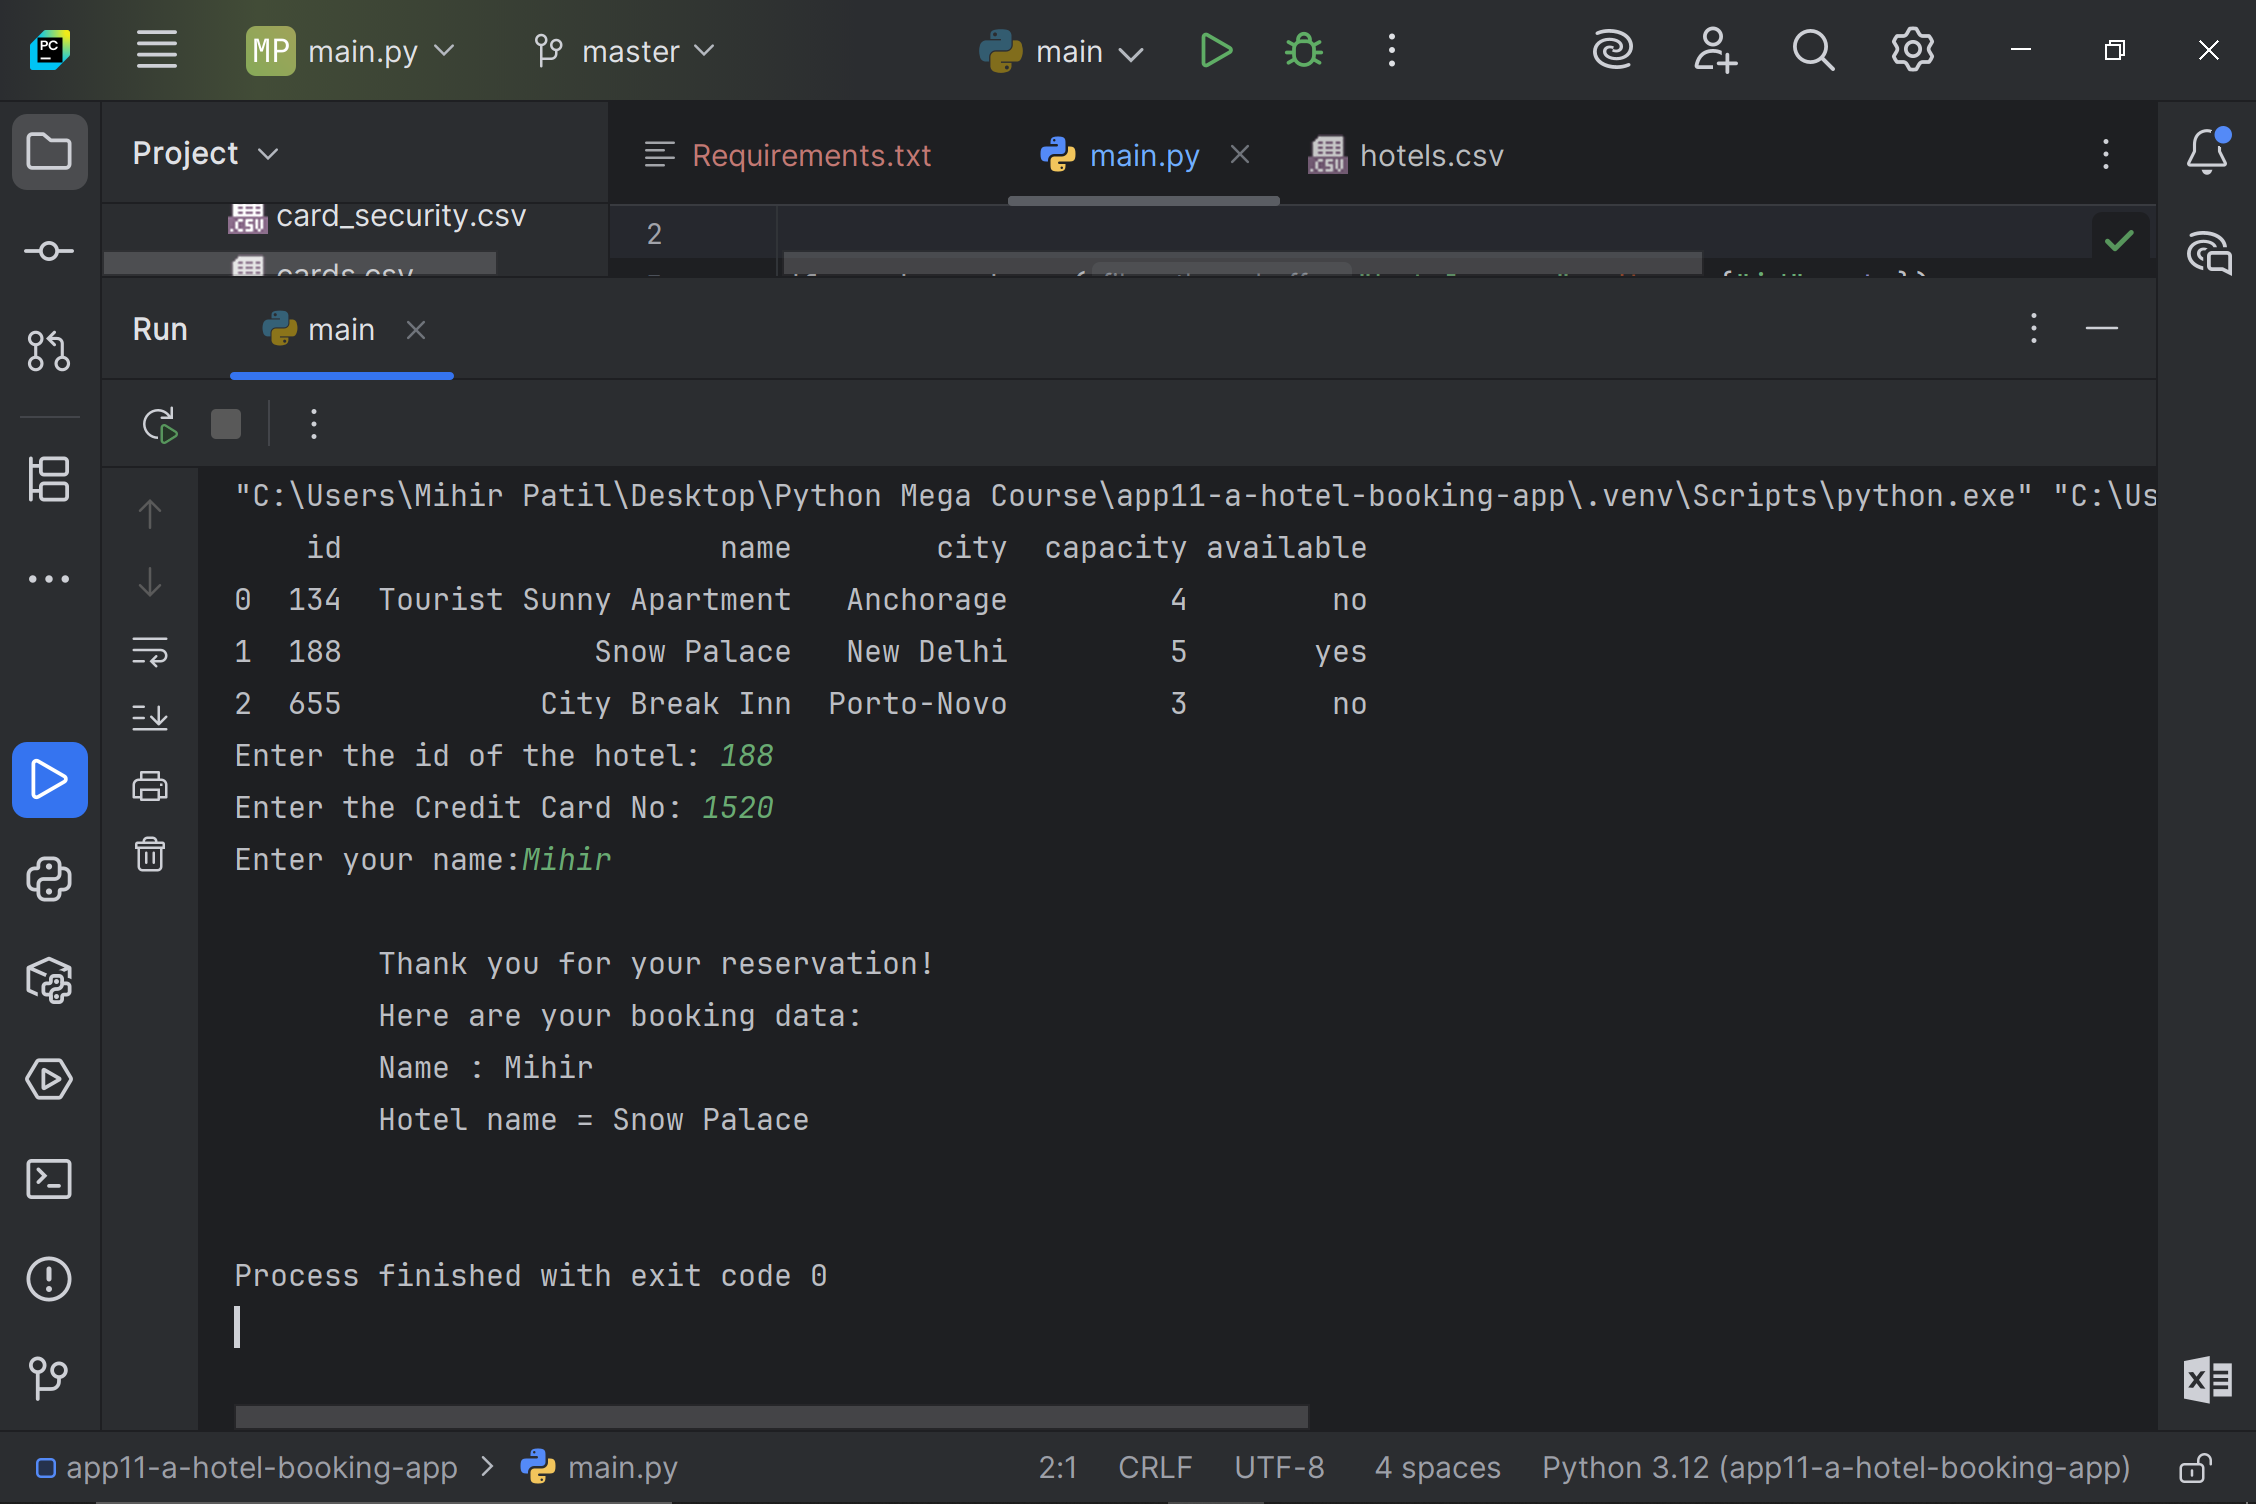 PC
MP main.py master main
Project Requirements.txt main.py hotels.csv
card_security.csv
cards.csv
2
Run main
"C:\Users\Mihir Patil\Desktop\Python Mega Course\app11-a-hotel-booking-app\.venv\Scripts\python.exe" "C:\Us
id name city capacity available
0 134 Tourist Sunny Apartment Anchorage 4 no
1 188 Snow Palace New Delhi 5 yes
2 655 City Break Inn Porto-Novo 3 no
Enter the id of the hotel: 188
Enter the Credit Card No: 1520
Enter your name:Mihir
Thank you for your reservation!
Here are your booking data:
Name : Mihir
Hotel name = Snow Palace
Process finished with exit code 0
app11-a-hotel-booking-app > main.py 2:1 CRLF UTF-8 4 spaces Python 3.12 (app11-a-hotel-booking-app)